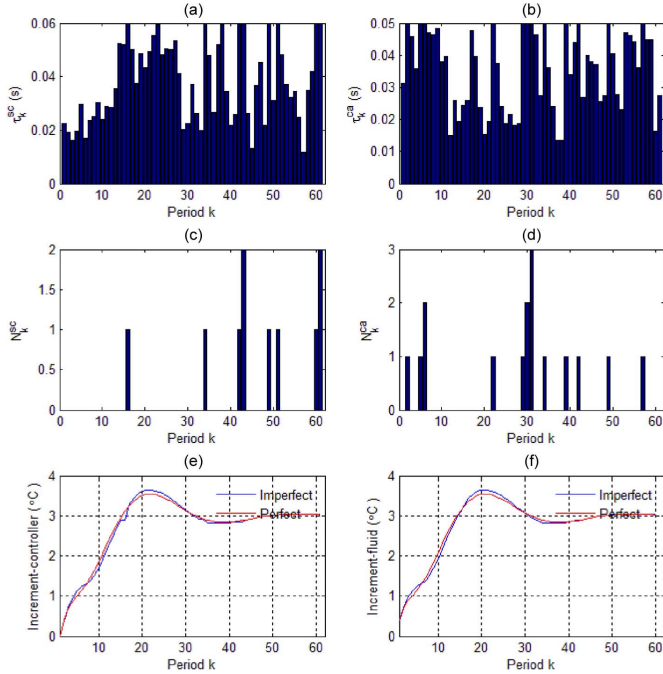 (a)
0.06
0.04
0.02
0
τ_k^sc (s)
0 10 20 30 40 50 60
Period k
(b)
0.05
0.04
0.03
0.02
0.01
0
τ_k^ca (s)
0 10 20 30 40 50 60
Period k
(c)
2
1.5
1
0.5
0
N_k^sc
0 10 20 30 40 50 60
Period k
(d)
3
2
1
0
N_k^ca
0 10 20 30 40 50 60
Period k
(e)
4
3
2
1
0
Increment-controller (°C)
Imperfect
Perfect
10 20 30 40 50 60
Period k
(f)
4
3
2
1
0
Increment-fluid (°C)
Imperfect
Perfect
10 20 30 40 50 60
Period k